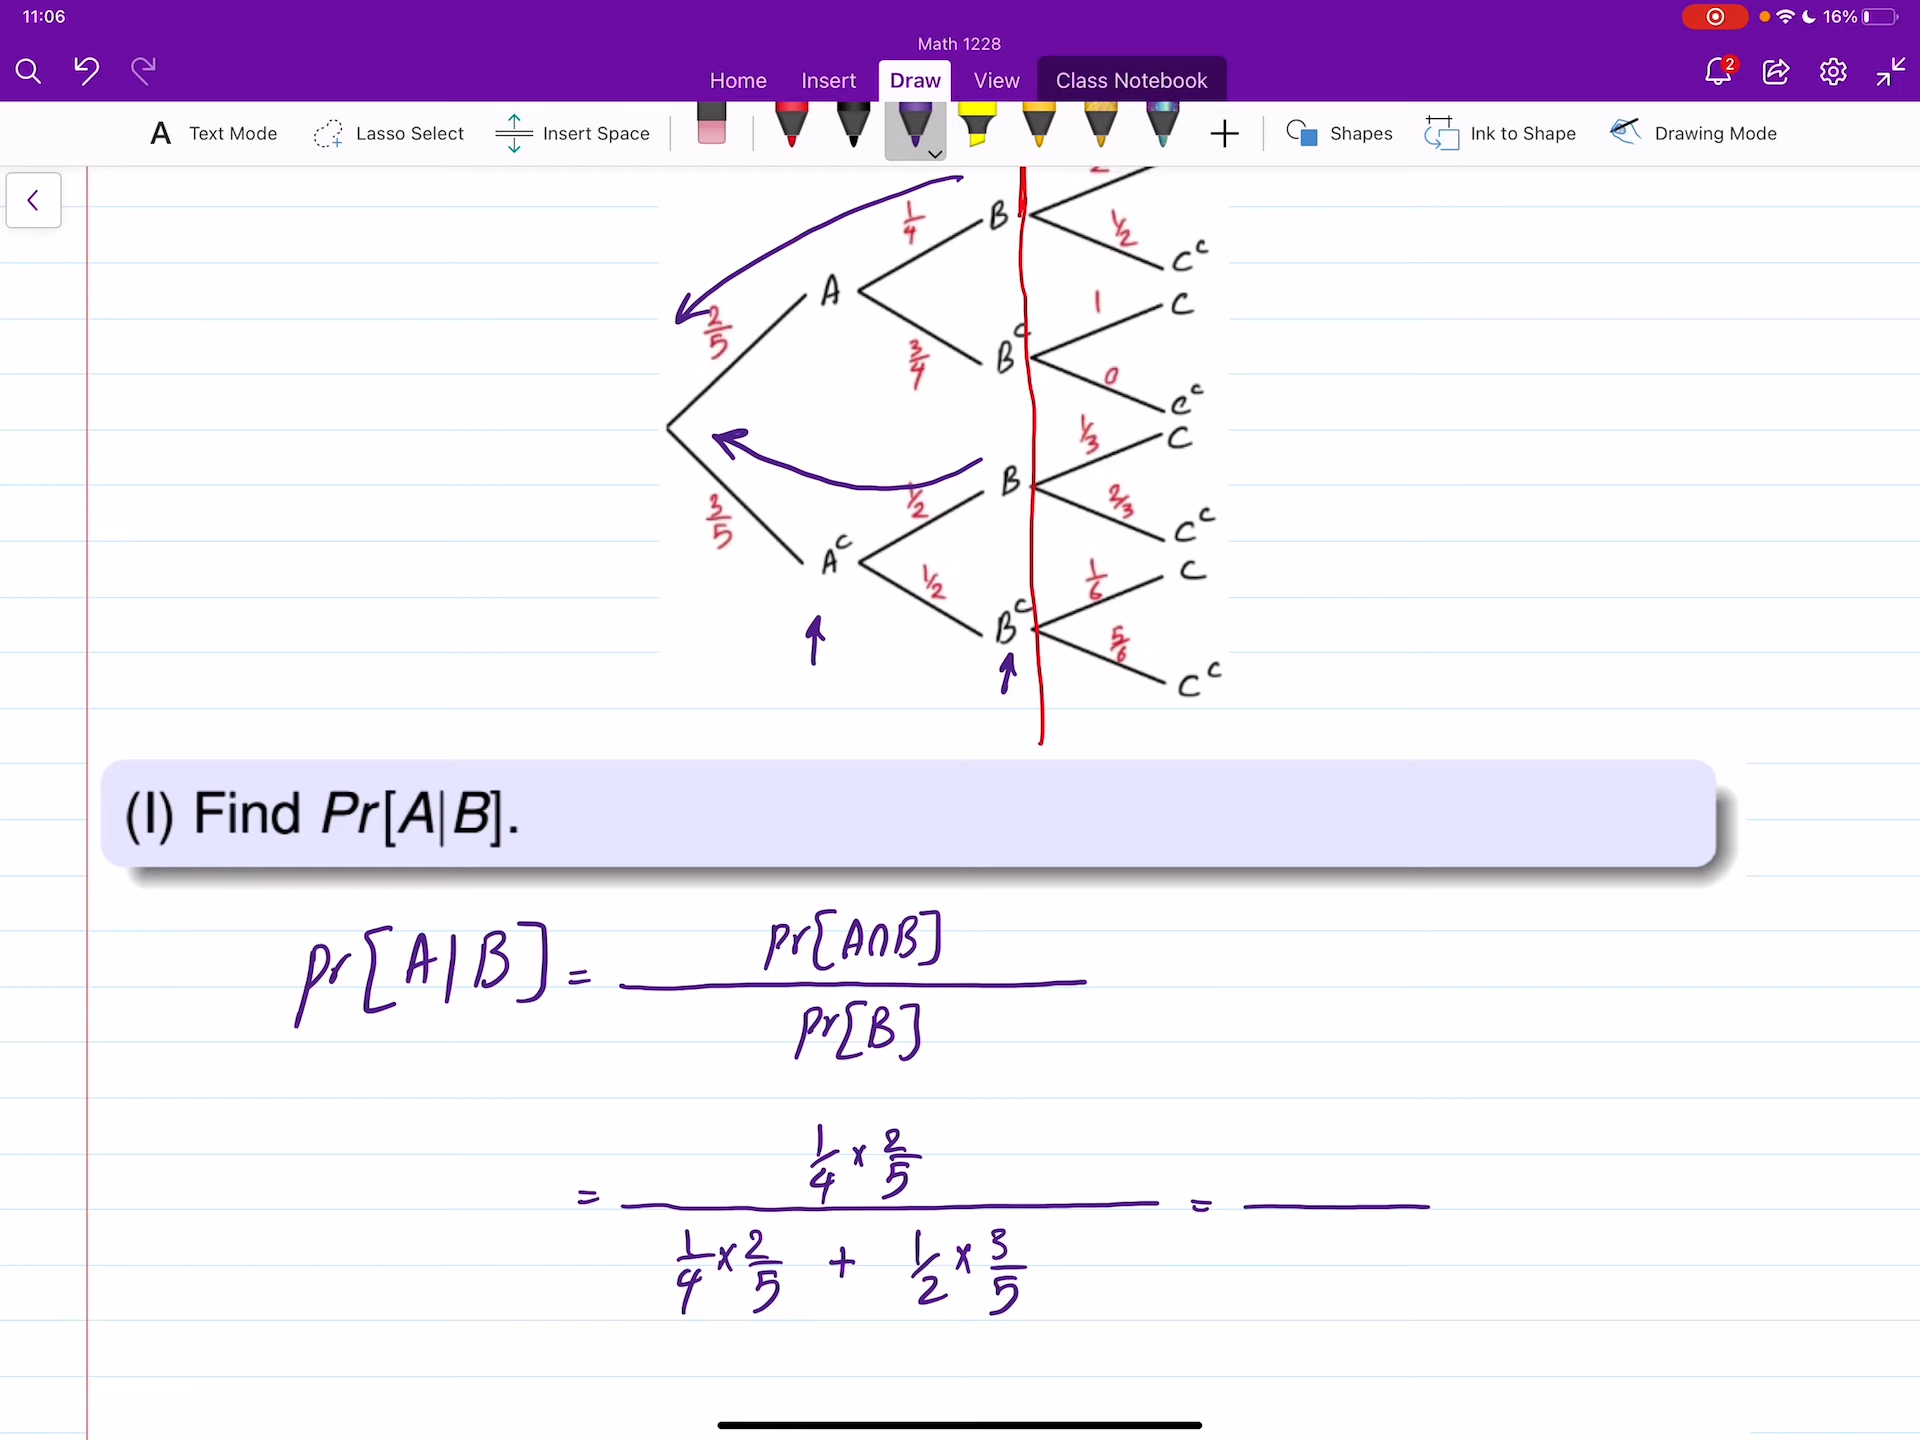 11:06
16%
Math 1228
2
Home Insert Draw View Class Notebook
A Text Mode Lasso Select Insert Space Shapes Ink to Shape Drawing Mode
1/4 B 1/2 C^c
2/5 A 1 C
3/4 B^c 0 C^c
1/3 C
1/2 B 2/3 C^c
3/5 A^c 1/2 1/6 C
B^c 5/6 C^c
(I) Find Pr[A|B].
Pr[A|B] = Pr[A∩B] / Pr[B]
= (1/4 × 2/5) / (1/4 × 2/5 + 1/2 × 3/5) =